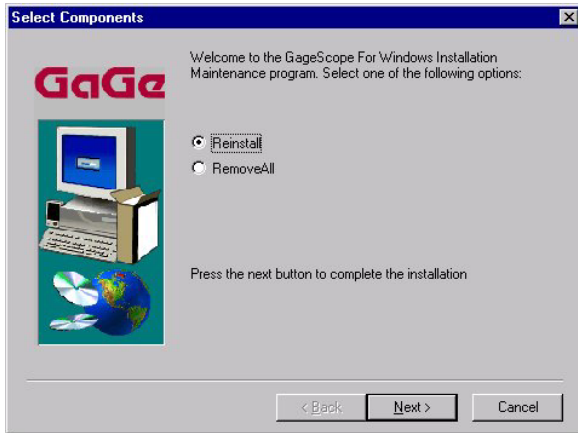 Select Components
GaGe
Welcome to the GageScope For Windows Installation
Maintenance program. Select one of the following options:
Reinstall
RemoveAll
Press the next button to complete the installation
< Back
Next >
Cancel